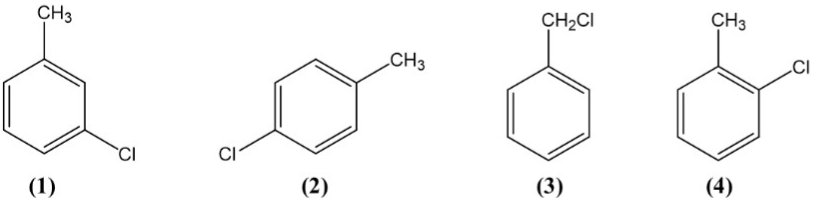 CH₃
Cl
(1)
CH₃
Cl
(2)
CH₂Cl
(3)
CH₃
Cl
(4)